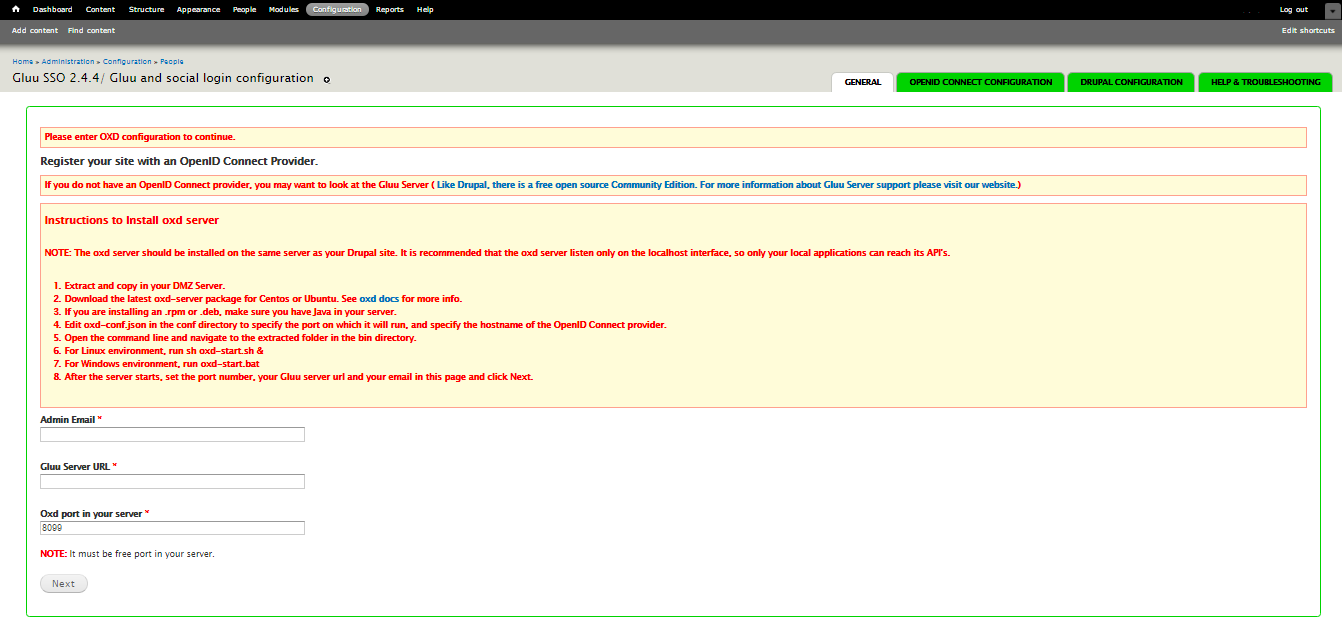 Dashboard Content Structure Appearance People Modules Configuration Reports Help Log out
Add content Find content Edit shortcuts
Home » Administration » Configuration » People
Gluu SSO 2.4.4/ Gluu and social login configuration
GENERAL OPENID CONNECT CONFIGURATION DRUPAL CONFIGURATION HELP & TROUBLESHOOTING
Please enter OXD configuration to continue.
Register your site with an OpenID Connect Provider.
If you do not have an OpenID Connect provider, you may want to look at the Gluu Server ( Like Drupal, there is a free open source Community Edition. For more information about Gluu Server support please visit our website.)
Instructions to Install oxd server
NOTE: The oxd server should be installed on the same server as your Drupal site. It is recommended that the oxd server listen only on the localhost interface, so only your local applications can reach its API's.
1. Extract and copy in your DMZ Server.
2. Download the latest oxd-server package for Centos or Ubuntu. See oxd docs for more info.
3. If you are installing an .rpm or .deb, make sure you have Java in your server.
4. Edit oxd-conf.json in the conf directory to specify the port on which it will run, and specify the hostname of the OpenID Connect provider.
5. Open the command line and navigate to the extracted folder in the bin directory.
6. For Linux environment, run sh oxd-start.sh &
7. For Windows environment, run oxd-start.bat
8. After the server starts, set the port number, your Gluu server url and your email in this page and click Next.
Admin Email *
Gluu Server URL *
Oxd port in your server *
8099
NOTE: It must be free port in your server.
Next